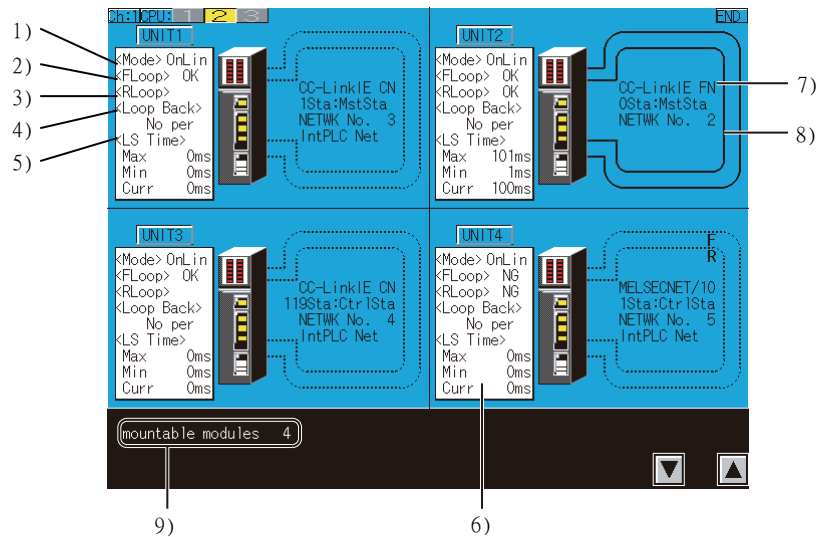 Ch:1 CPU: 1 2 3 END
1)
2)
3)
4)
5)
UNIT1
<Mode> OnLin
<FLoop> OK
<RLoop>
<Loop Back>
No per
<LS Time>
Max 0ms
Min 0ms
Curr 0ms
CC-LinkIE CN
1Sta:MstSta
NETWK No. 3
IntPLC Net
UNIT2
<Mode> OnLin
<FLoop> OK
<RLoop> OK
<Loop Back>
No per
<LS Time>
Max 101ms
Min 1ms
Curr 100ms
CC-LinkIE FN
0Sta:MstSta
NETWK No. 2
7)
8)
UNIT3
<Mode> OnLin
<FLoop> OK
<RLoop>
<Loop Back>
No per
<LS Time>
Max 0ms
Min 0ms
Curr 0ms
CC-LinkIE CN
119Sta:CtrlSta
NETWK No. 4
IntPLC Net
UNIT4
<Mode> OnLin
<FLoop> NG
<RLoop> NG
<Loop Back>
No per
<LS Time>
Max 0ms
Min 0ms
Curr 0ms
F
R
MELSECNET/10
1Sta:CtrlSta
NETWK No. 5
IntPLC Net
mountable modules 4
9)
6)